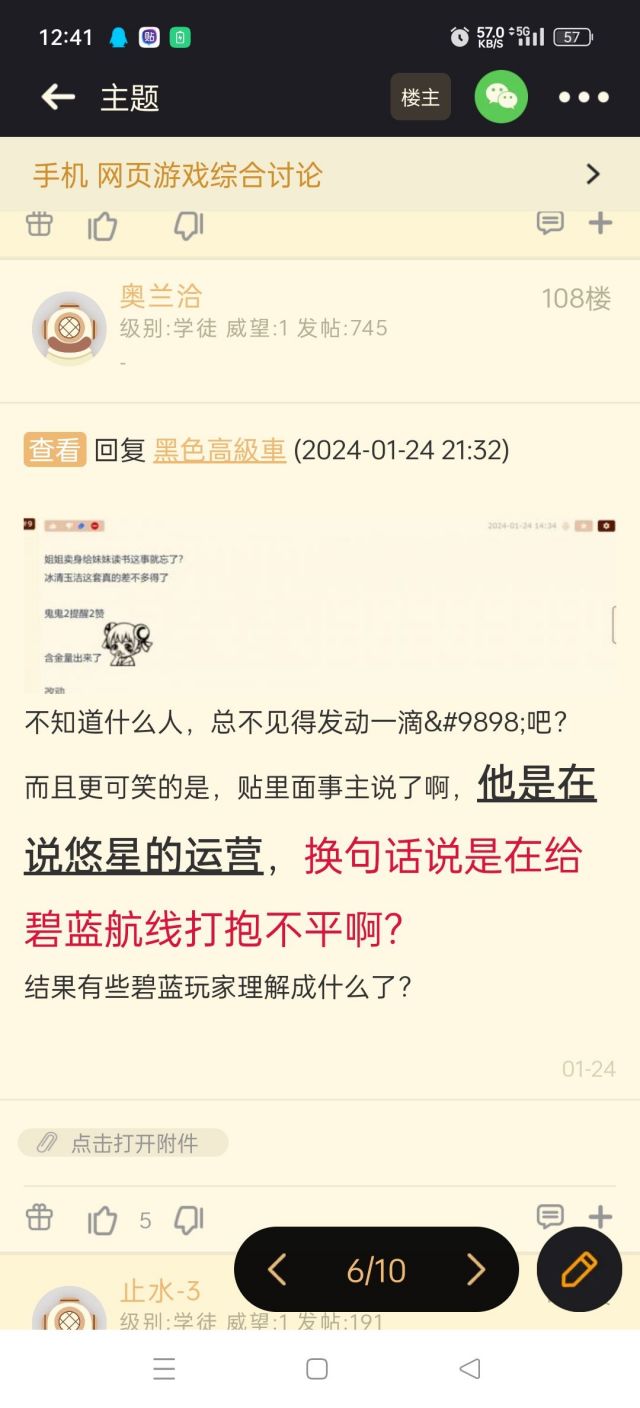 12:41
57.0 KB/S 5G 57
主题 楼主
手机 网页游戏综合讨论
奥兰洽 108楼
级别:学徒 威望:1 发帖:745
-
查看 回复 黑色高級車 (2024-01-24 21:32)
#9 2024-01-24 14:34
姐姐卖身给妹妹读书这事就忘了?
冰清玉洁这套真的差不多得了
鬼鬼2提醒2赞
含金量出来了
改动
不知道什么人，总不见得发动一滴&#9898;吧？
而且更可笑的是，贴里面事主说了啊，他是在
说悠星的运营，换句话说是在给
碧蓝航线打抱不平啊？
结果有些碧蓝玩家理解成什么了？
01-24
点击打开附件
5
6/10
止水-3
级别:学徒 威望:1 发帖:191